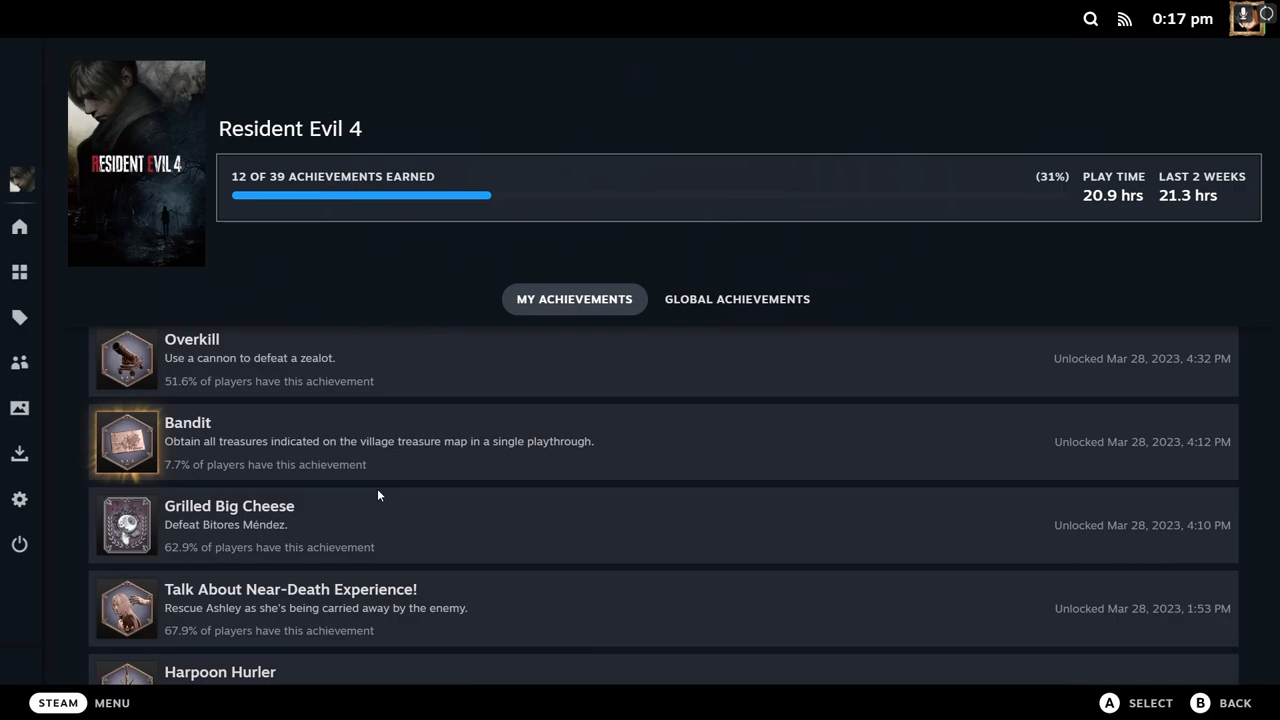 0:17 pm
RESIDENT EVIL 4
Resident Evil 4
12 OF 39 ACHIEVEMENTS EARNED
(31%)
PLAY TIME
LAST 2 WEEKS
20.9 hrs
21.3 hrs
MY ACHIEVEMENTS
GLOBAL ACHIEVEMENTS
Overkill
Use a cannon to defeat a zealot.
Unlocked Mar 28, 2023, 4:32 PM
51.6% of players have this achievement
Bandit
Obtain all treasures indicated on the village treasure map in a single playthrough.
Unlocked Mar 28, 2023, 4:12 PM
7.7% of players have this achievement
Grilled Big Cheese
Defeat Bitores Méndez.
Unlocked Mar 28, 2023, 4:10 PM
62.9% of players have this achievement
Talk About Near-Death Experience!
Rescue Ashley as she's being carried away by the enemy.
Unlocked Mar 28, 2023, 1:53 PM
67.9% of players have this achievement
Harpoon Hurler
STEAM MENU
A SELECT
B BACK